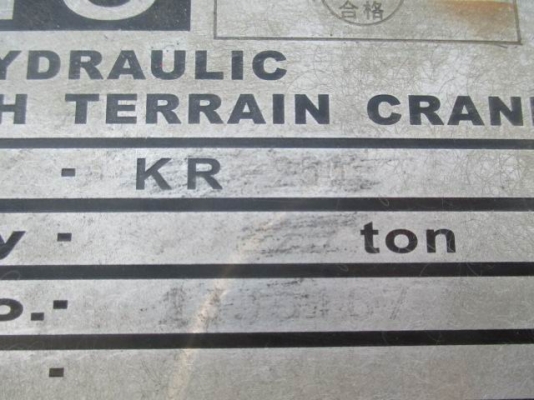 合格
YDRAULIC
H TERRAIN CRAN
- KR
y - ton
o.-
-